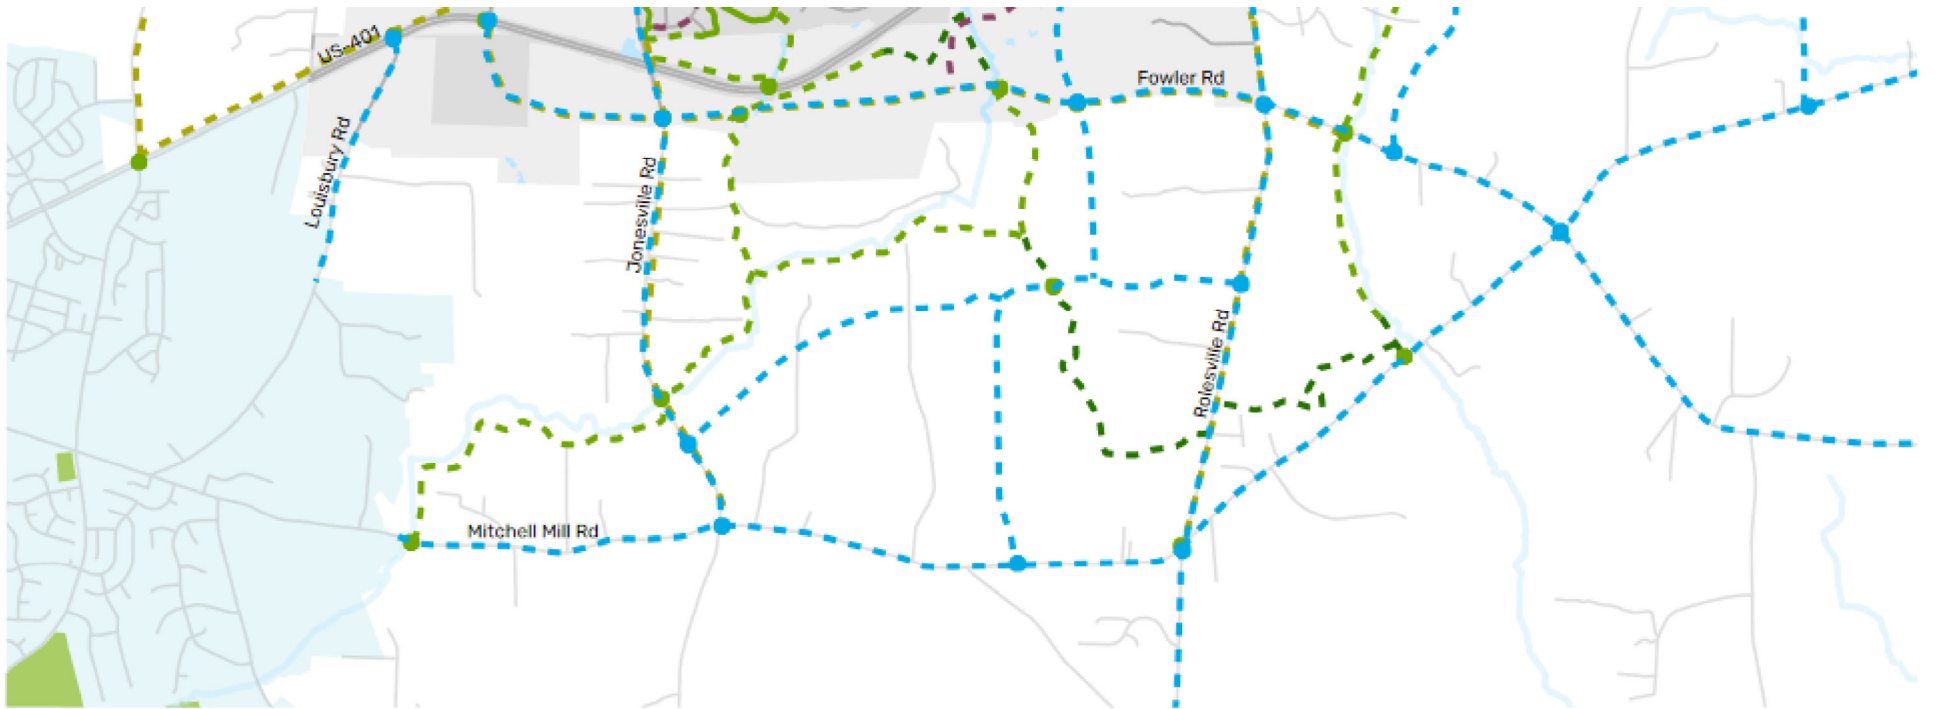 US-401
Fowler Rd
Louisbury Rd
Jonesville Rd
Rolesville Rd
Mitchell Mill Rd